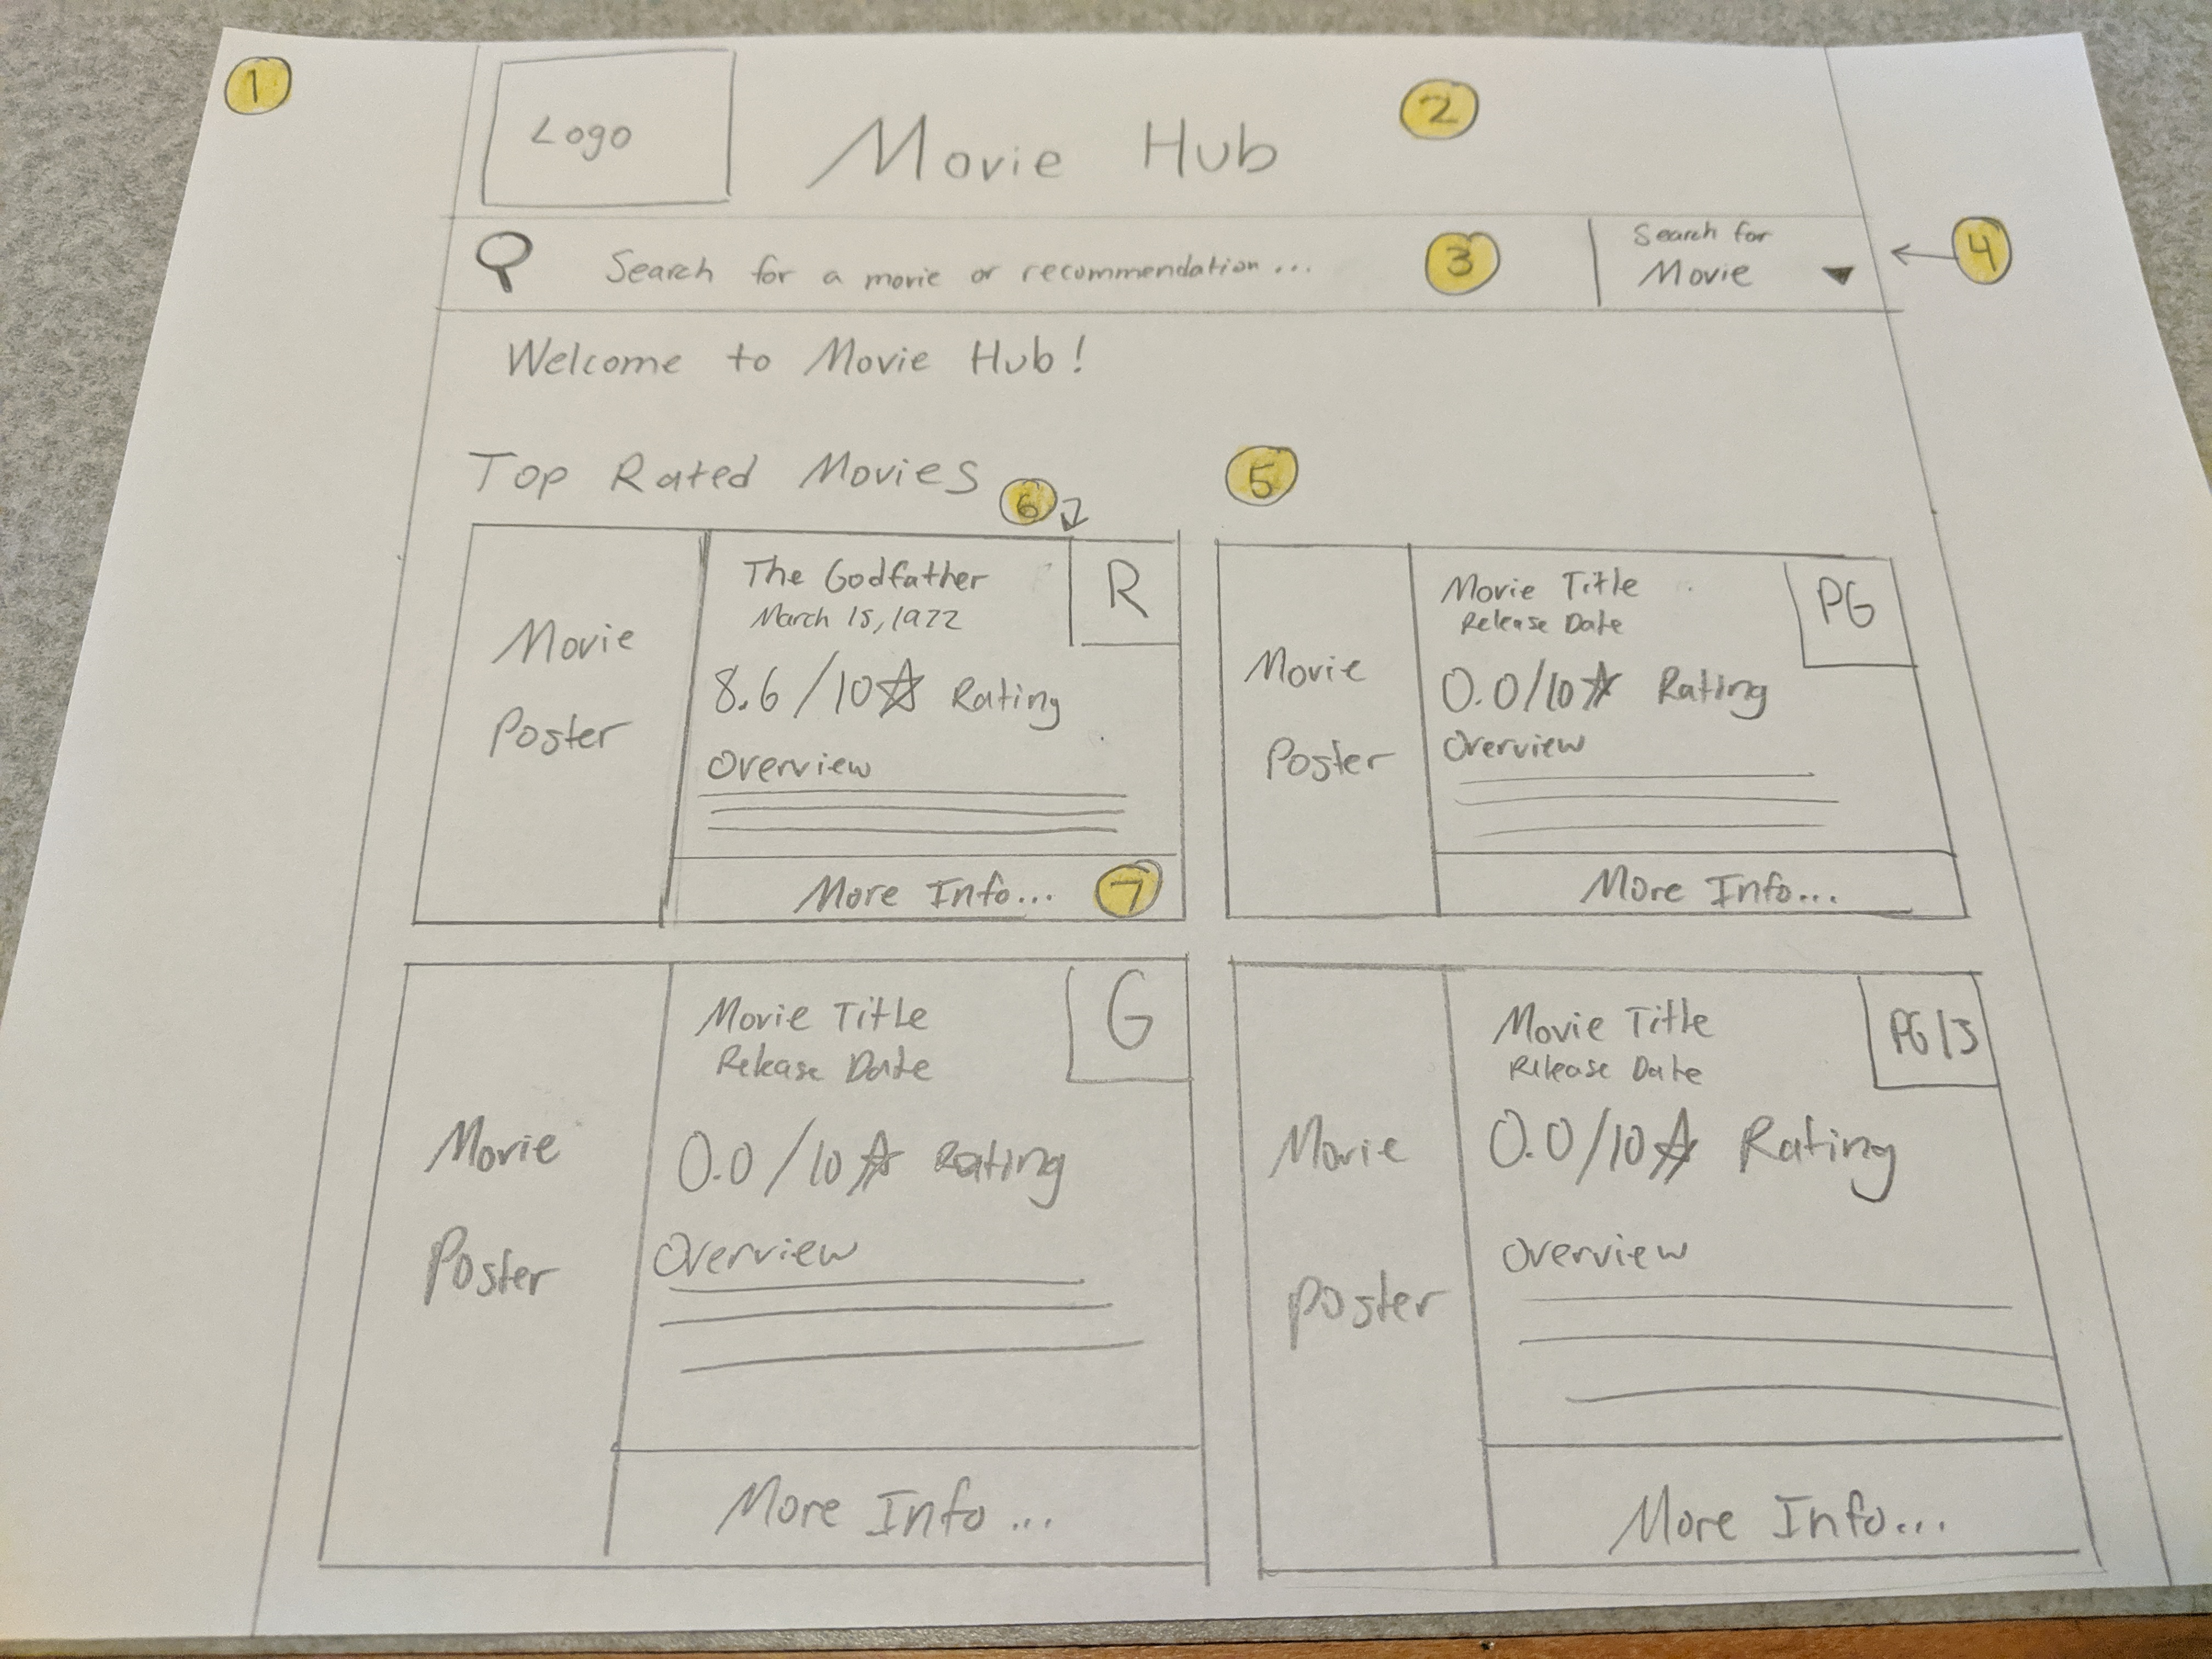 1
Logo
Movie Hub
2
Search for a movie or recommendation...
3
Search for
Movie
4
Welcome to Movie Hub!
Top Rated Movies
5
6
Movie
Poster
The Godfather
March 15, 1972
R
8.6/10☆ Rating
Overview
More Info...
7
Movie
Poster
Movie Title
Release Date
PG
0.0/10☆ Rating
Overview
More Info...
Movie
Poster
Movie Title
Release Date
G
0.0/10☆ Rating
Overview
More Info...
Movie
Poster
Movie Title
Release Date
PG13
0.0/10☆ Rating
Overview
More Info...